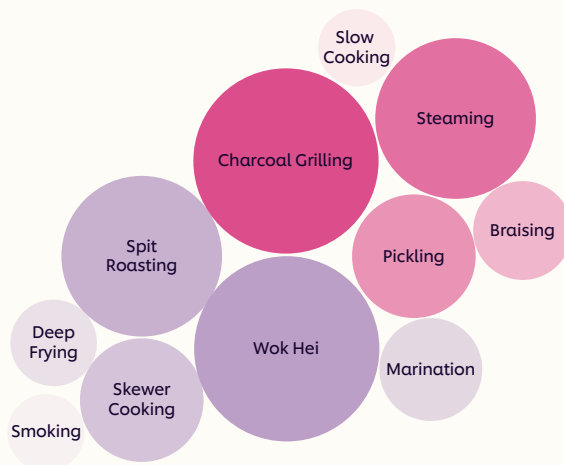 Slow
Cooking
Steaming
Charcoal Grilling
Braising
Spit
Roasting
Pickling
Deep
Frying
Wok Hei
Marination
Skewer
Cooking
Smoking